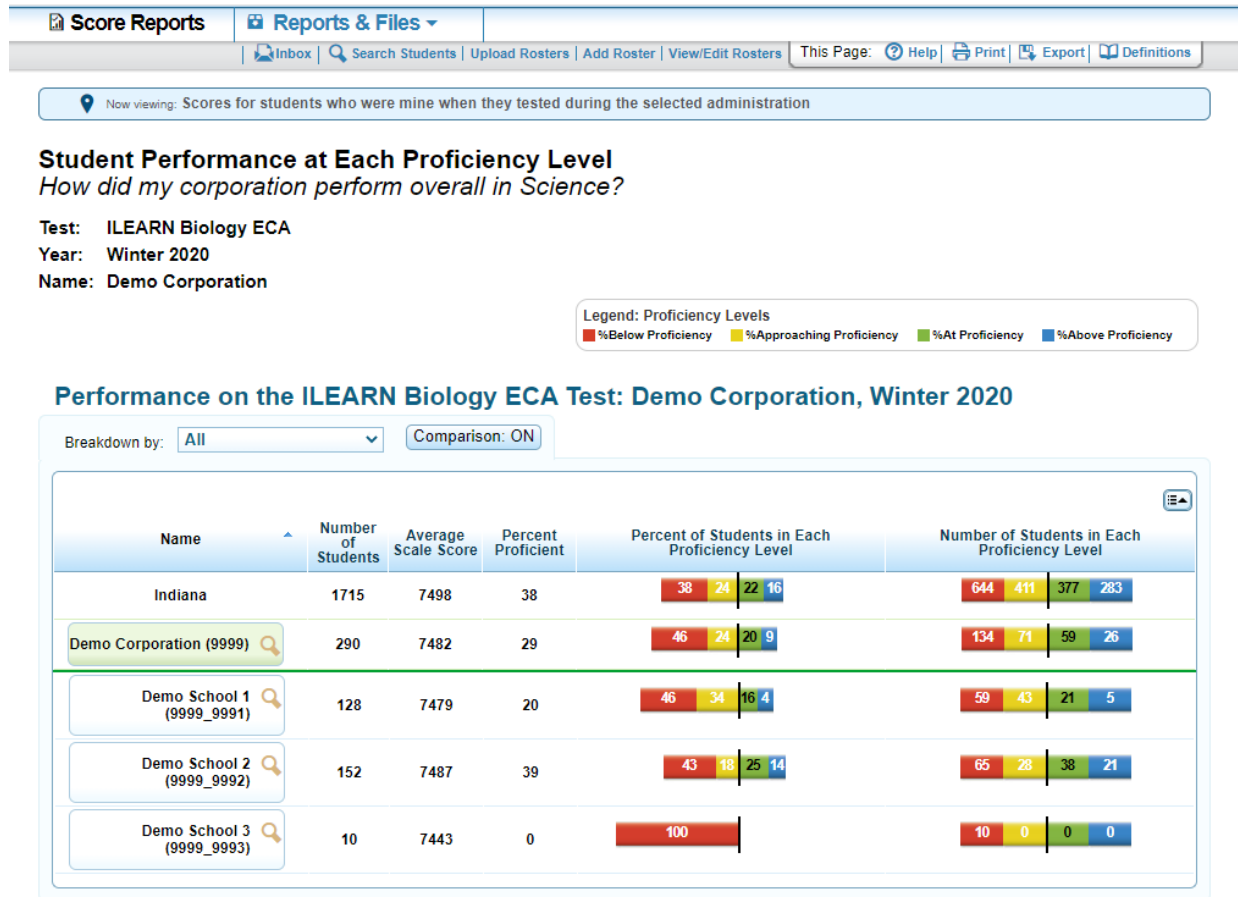 Score Reports Reports & Files
Inbox | Search Students | Upload Rosters | Add Roster | View/Edit Rosters This Page: Help | Print | Export | Definitions
Now viewing: Scores for students who were mine when they tested during the selected administration
Student Performance at Each Proficiency Level
How did my corporation perform overall in Science?
Test: ILEARN Biology ECA
Year: Winter 2020
Name: Demo Corporation
Legend: Proficiency Levels
%Below Proficiency %Approaching Proficiency %At Proficiency %Above Proficiency
Performance on the ILEARN Biology ECA Test: Demo Corporation, Winter 2020
Breakdown by: All Comparison: ON
Name Number of Students Average Scale Score Percent Proficient Percent of Students in Each Proficiency Level Number of Students in Each Proficiency Level
Indiana 1715 7498 38 38 24 22 16 644 411 377 283
Demo Corporation (9999) 290 7482 29 46 24 20 9 134 71 59 26
Demo School 1 (9999_9991) 128 7479 20 46 34 16 4 59 43 21 5
Demo School 2 (9999_9992) 152 7487 39 43 18 25 14 65 28 38 21
Demo School 3 (9999_9993) 10 7443 0 100 10 0 0 0